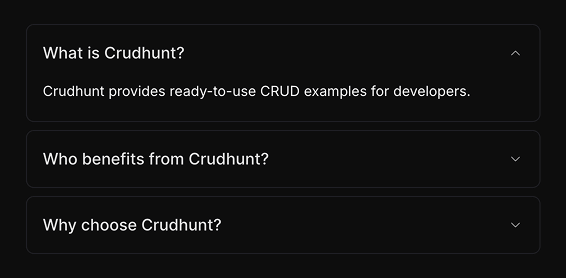 What is Crudhunt?
Crudhunt provides ready-to-use CRUD examples for developers.
Who benefits from Crudhunt?
Why choose Crudhunt?